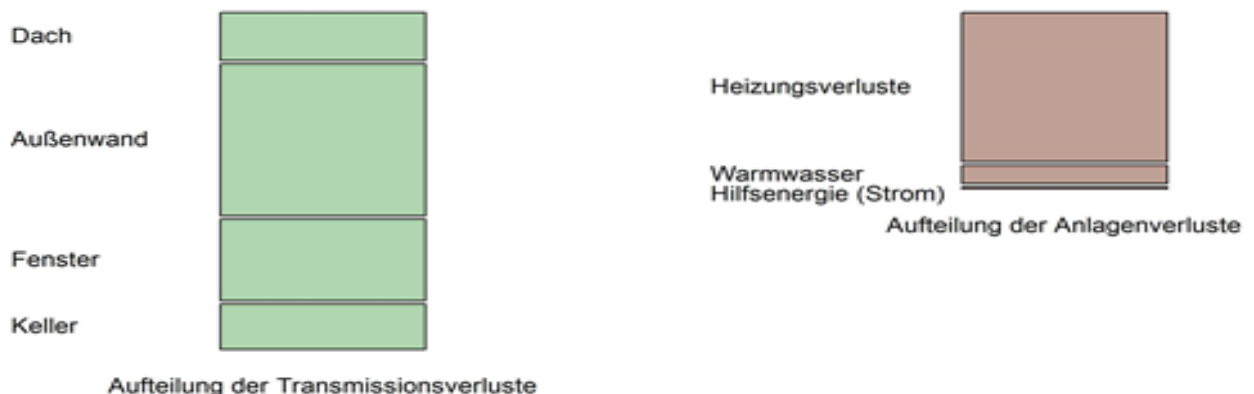 Dach
Außenwand
Fenster
Keller
Aufteilung der Transmissionsverluste
Heizungsverluste
Warmwasser
Hilfsenergie (Strom)
Aufteilung der Anlagenverluste